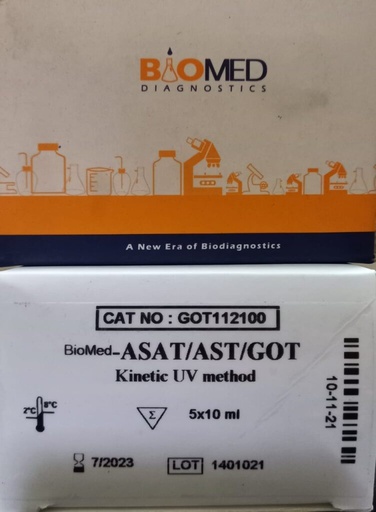 BIOMED
DIAGNOSTICS
A New Era of Biodiagnostics
CAT NO : GOT112100
BioMed-ASAT/AST/GOT
Kinetic UV method
2°C 8°C
Σ 5x10 ml
10-11-21
7/2023 LOT 1401021